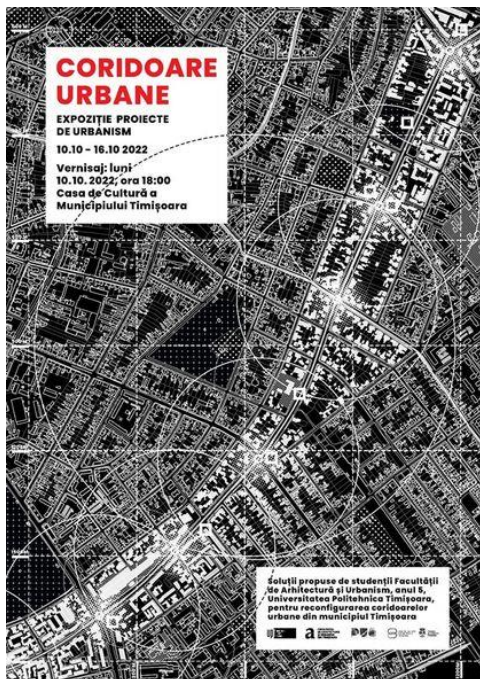 CORIDOARE
URBANE
EXPOZIȚIE PROIECTE
DE URBANISM
10.10 - 16.10 2022
Vernisaj: luni
10.10. 2022, ora 18:00
Casa de Cultură a
Municipiului Timișoara
Soluții propuse de studenții Facultății
de Arhitectură și Urbanism, anul 5,
Universitatea Politehnica Timișoara,
pentru reconfigurarea coridoarelor
urbane din municipiul Timișoara